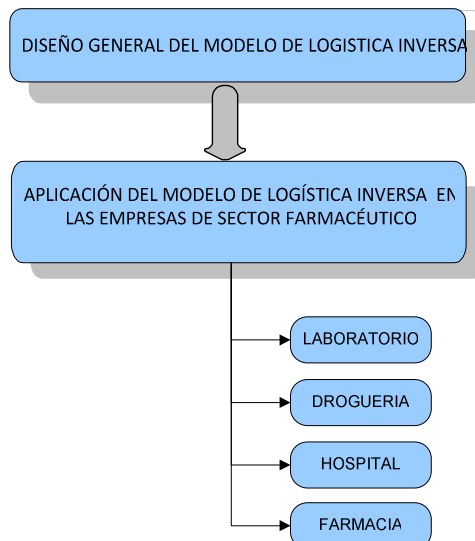 DISEÑO GENERAL DEL MODELO DE LOGISTICA INVERSA
APLICACIÓN DEL MODELO DE LOGÍSTICA INVERSA EN
LAS EMPRESAS DE SECTOR FARMACÉUTICO
LABORATORIO
DROGUERIA
HOSPITAL
FARMACIA